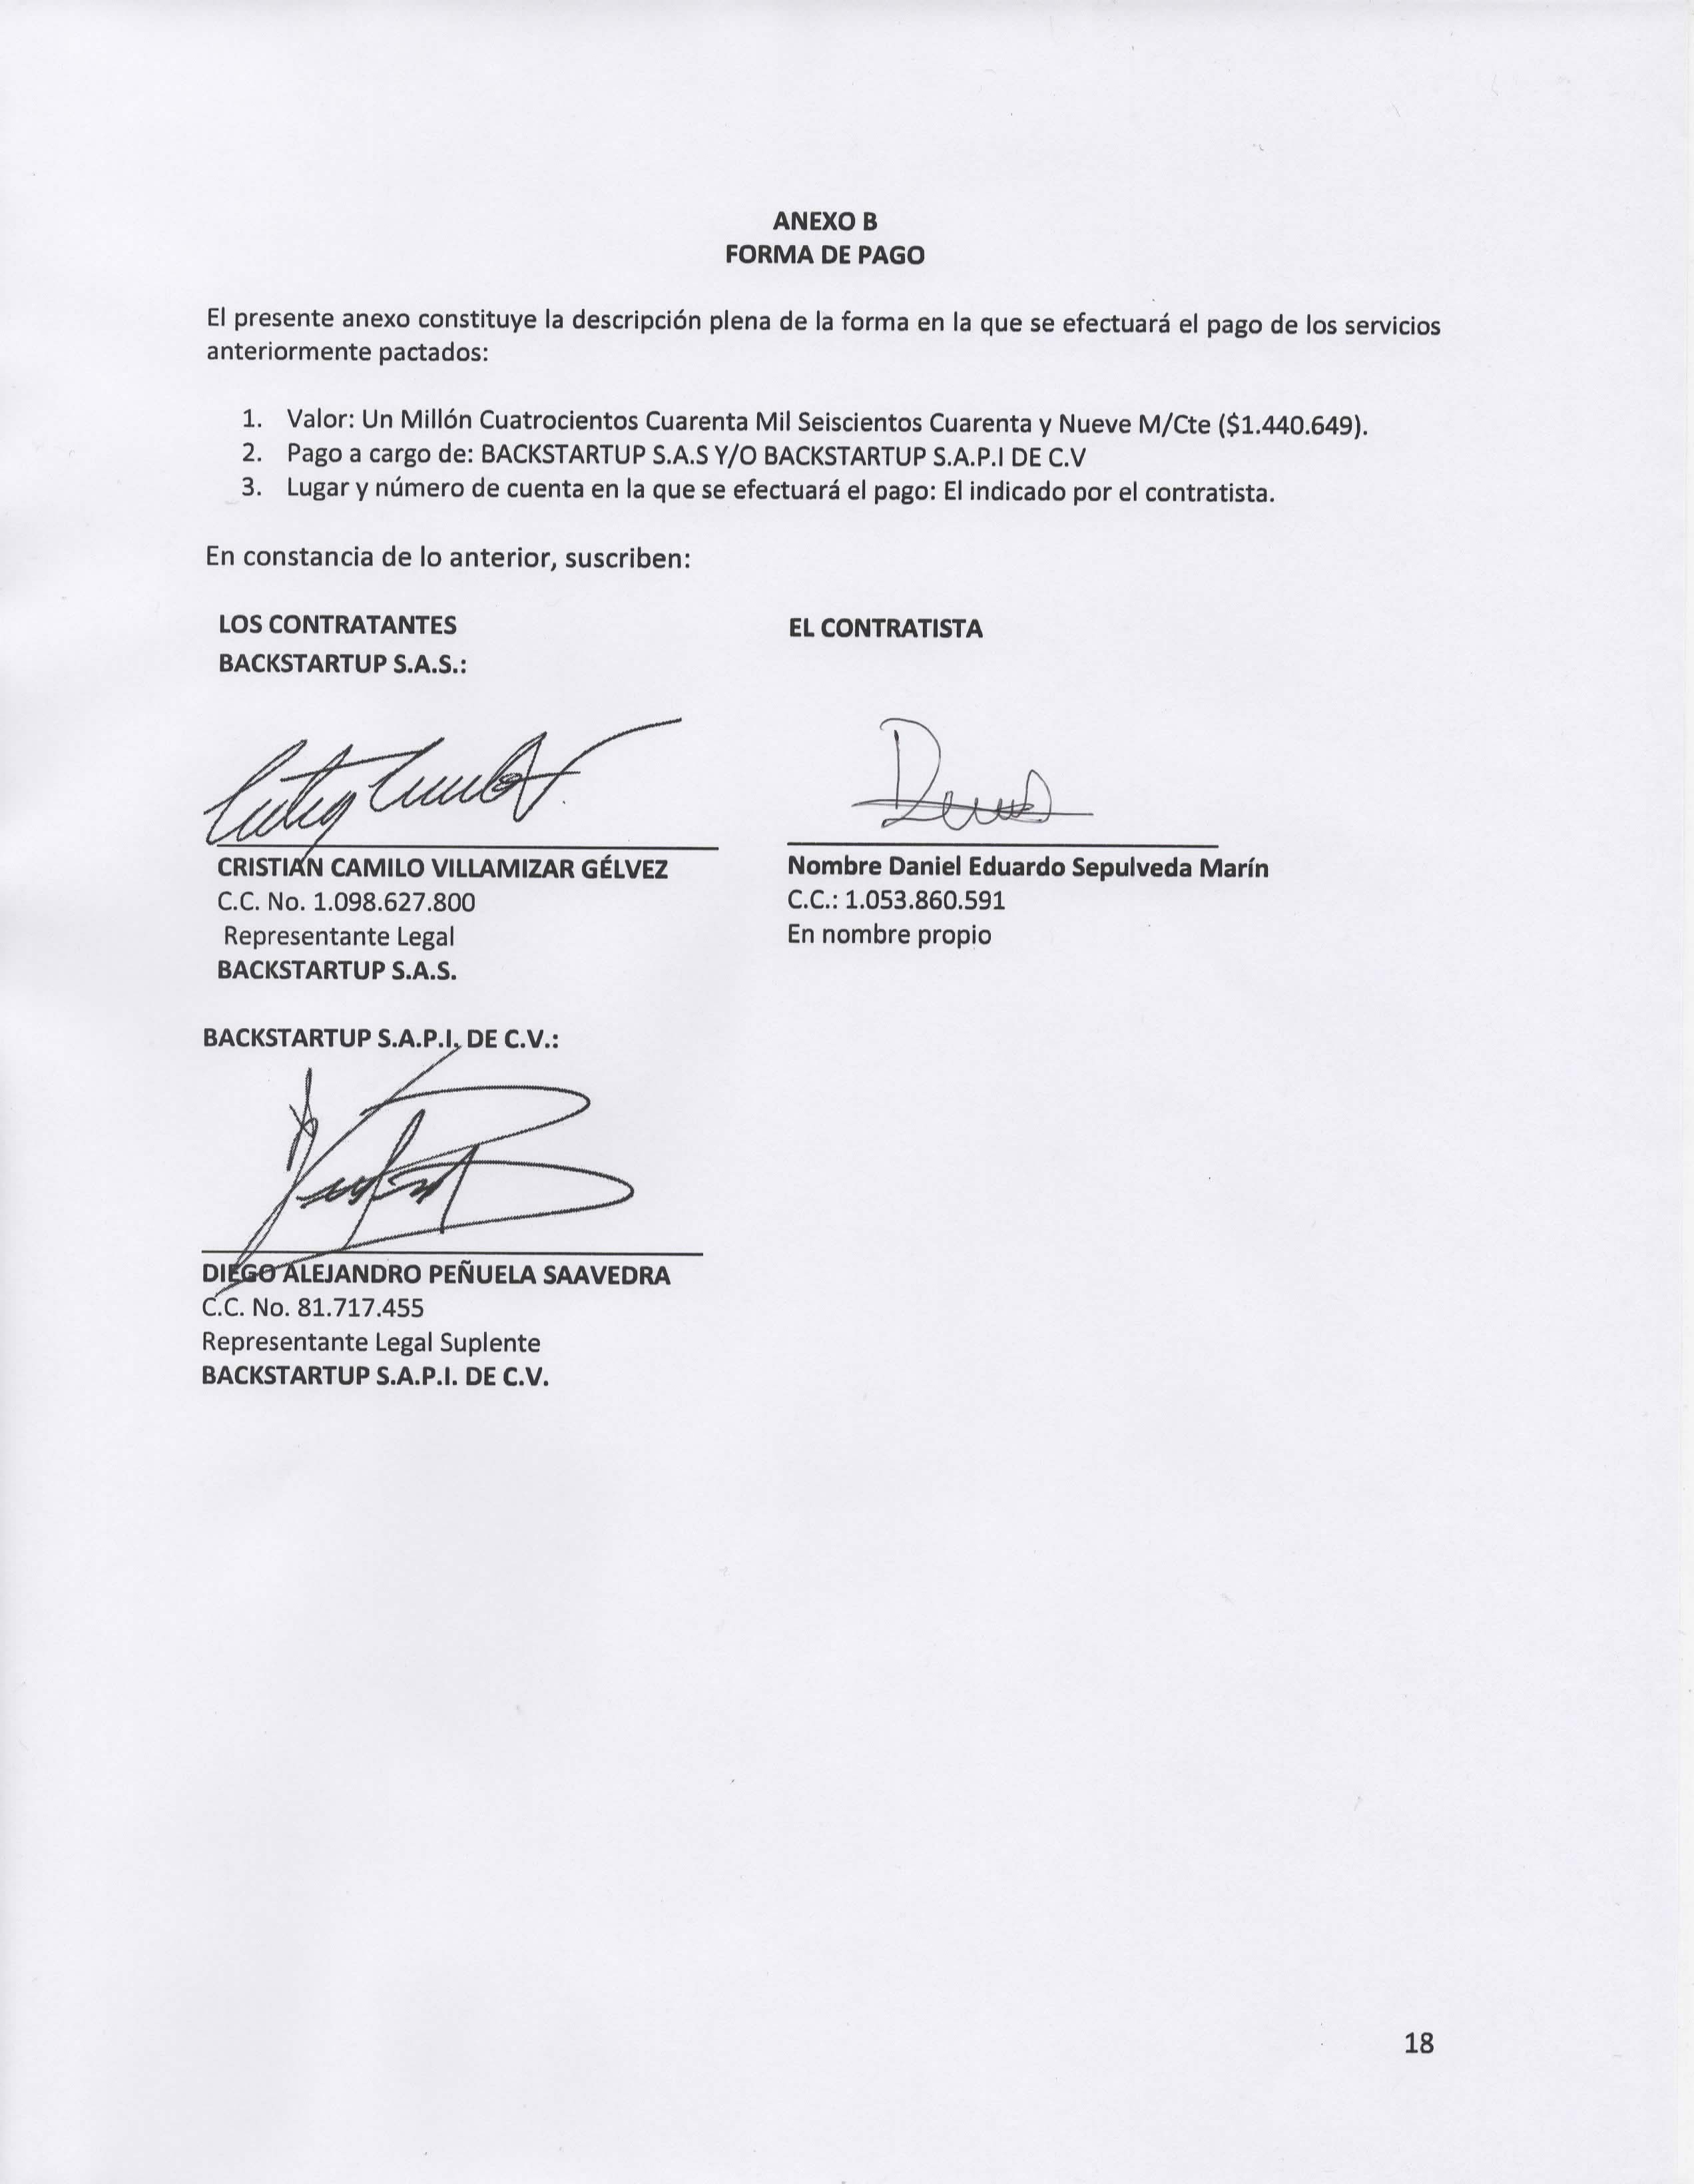 ANEXO B
FORMA DE PAGO
El presente anexo constituye la descripción plena de la forma en la que se efectuará el pago de los servicios
anteriormente pactados:
1. Valor: Un Millón Cuatrocientos Cuarenta Mil Seiscientos Cuarenta y Nueve M/Cte ($1.440.649).
2. Pago a cargo de: BACKSTARTUP S.A.S Y/O BACKSTARTUP S.A.P.I DE C.V
3. Lugar y número de cuenta en la que se efectuará el pago: El indicado por el contratista.
En constancia de lo anterior, suscriben:
LOS CONTRATANTES
BACKSTARTUP S.A.S.:
CRISTIAN CAMILO VILLAMIZAR GÉLVEZ
C.C. No. 1.098.627.800
Representante Legal
BACKSTARTUP S.A.S.
EL CONTRATISTA
Nombre Daniel Eduardo Sepulveda Marín
C.C.: 1.053.860.591
En nombre propio
BACKSTARTUP S.A.P.I. DE C.V.:
DIEGO ALEJANDRO PEÑUELA SAAVEDRA
C.C. No. 81.717.455
Representante Legal Suplente
BACKSTARTUP S.A.P.I. DE C.V.
18